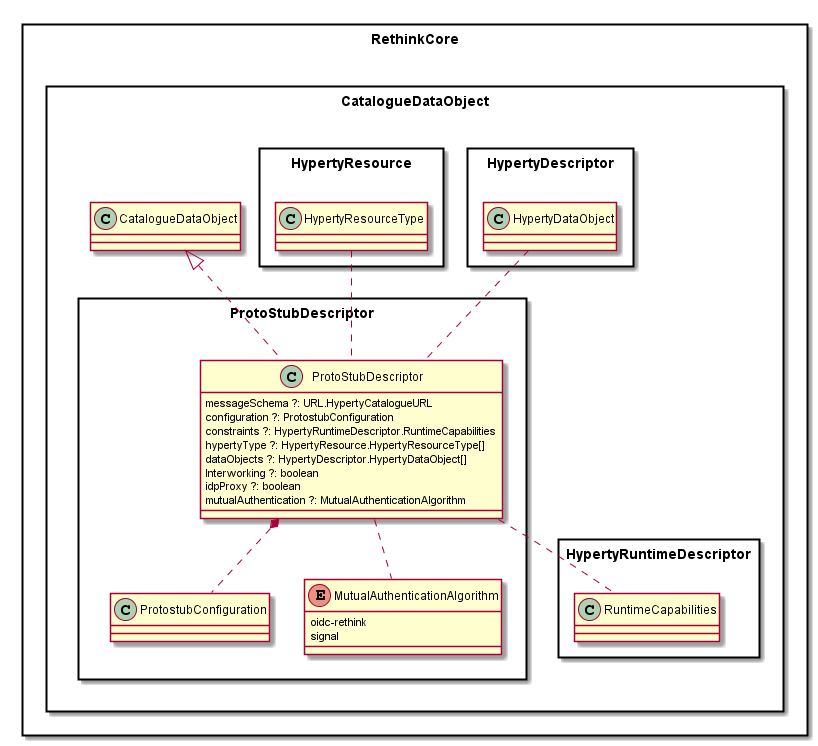 RethinkCore
CatalogueDataObject
HypertyResource
HypertyDescriptor
C CatalogueDataObject
C HypertyResourceType
C HypertyDataObject
ProtoStubDescriptor
C ProtoStubDescriptor
messageSchema ?: URL.HypertyCatalogueURL
configuration ?: ProtostubConfiguration
constraints ?: HypertyRuntimeDescriptor.RuntimeCapabilities
hypertyType ?: HypertyResource.HypertyResourceType[]
dataObjects ?: HypertyDescriptor.HypertyDataObject[]
Interworking ?: boolean
idpProxy ?: boolean
mutualAuthentication ?: MutualAuthenticationAlgorithm
HypertyRuntimeDescriptor
C ProtostubConfiguration
E MutualAuthenticationAlgorithm
oidc-rethink
signal
C RuntimeCapabilities